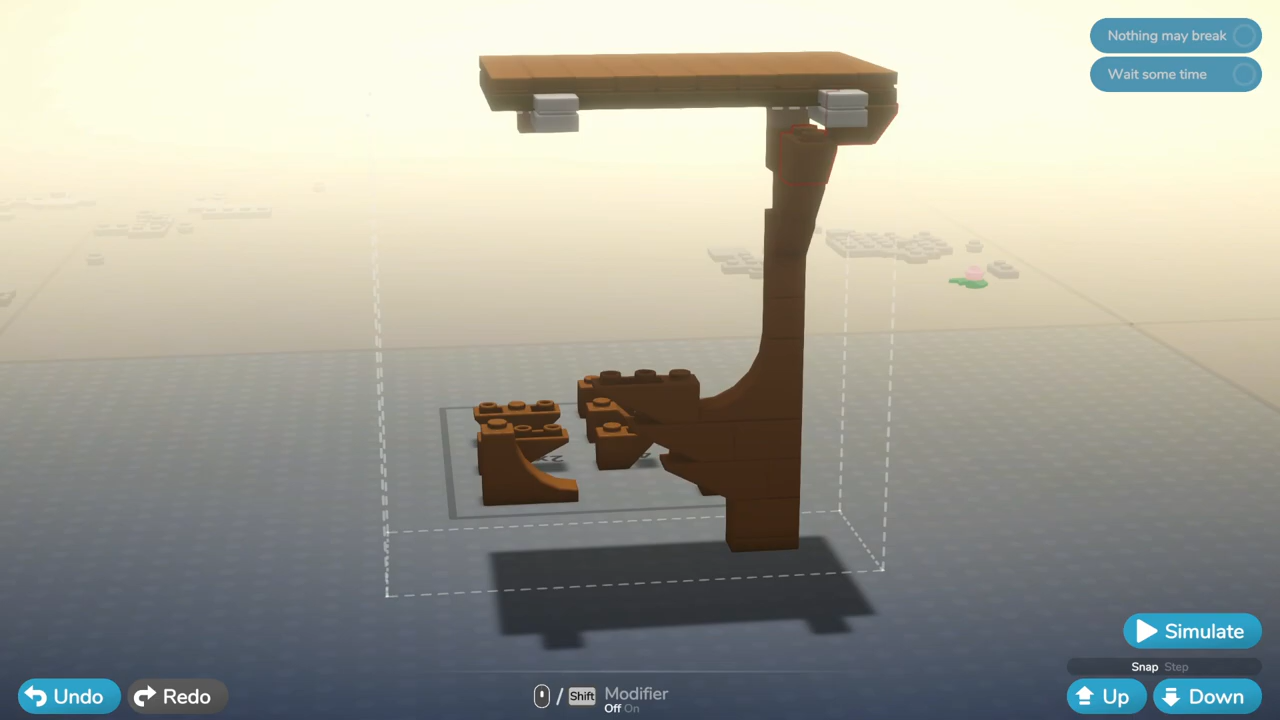 Nothing may break
Wait some time
Simulate
Snap Step
Undo
Redo
/ Shift Modifier
Off On
Up
Down